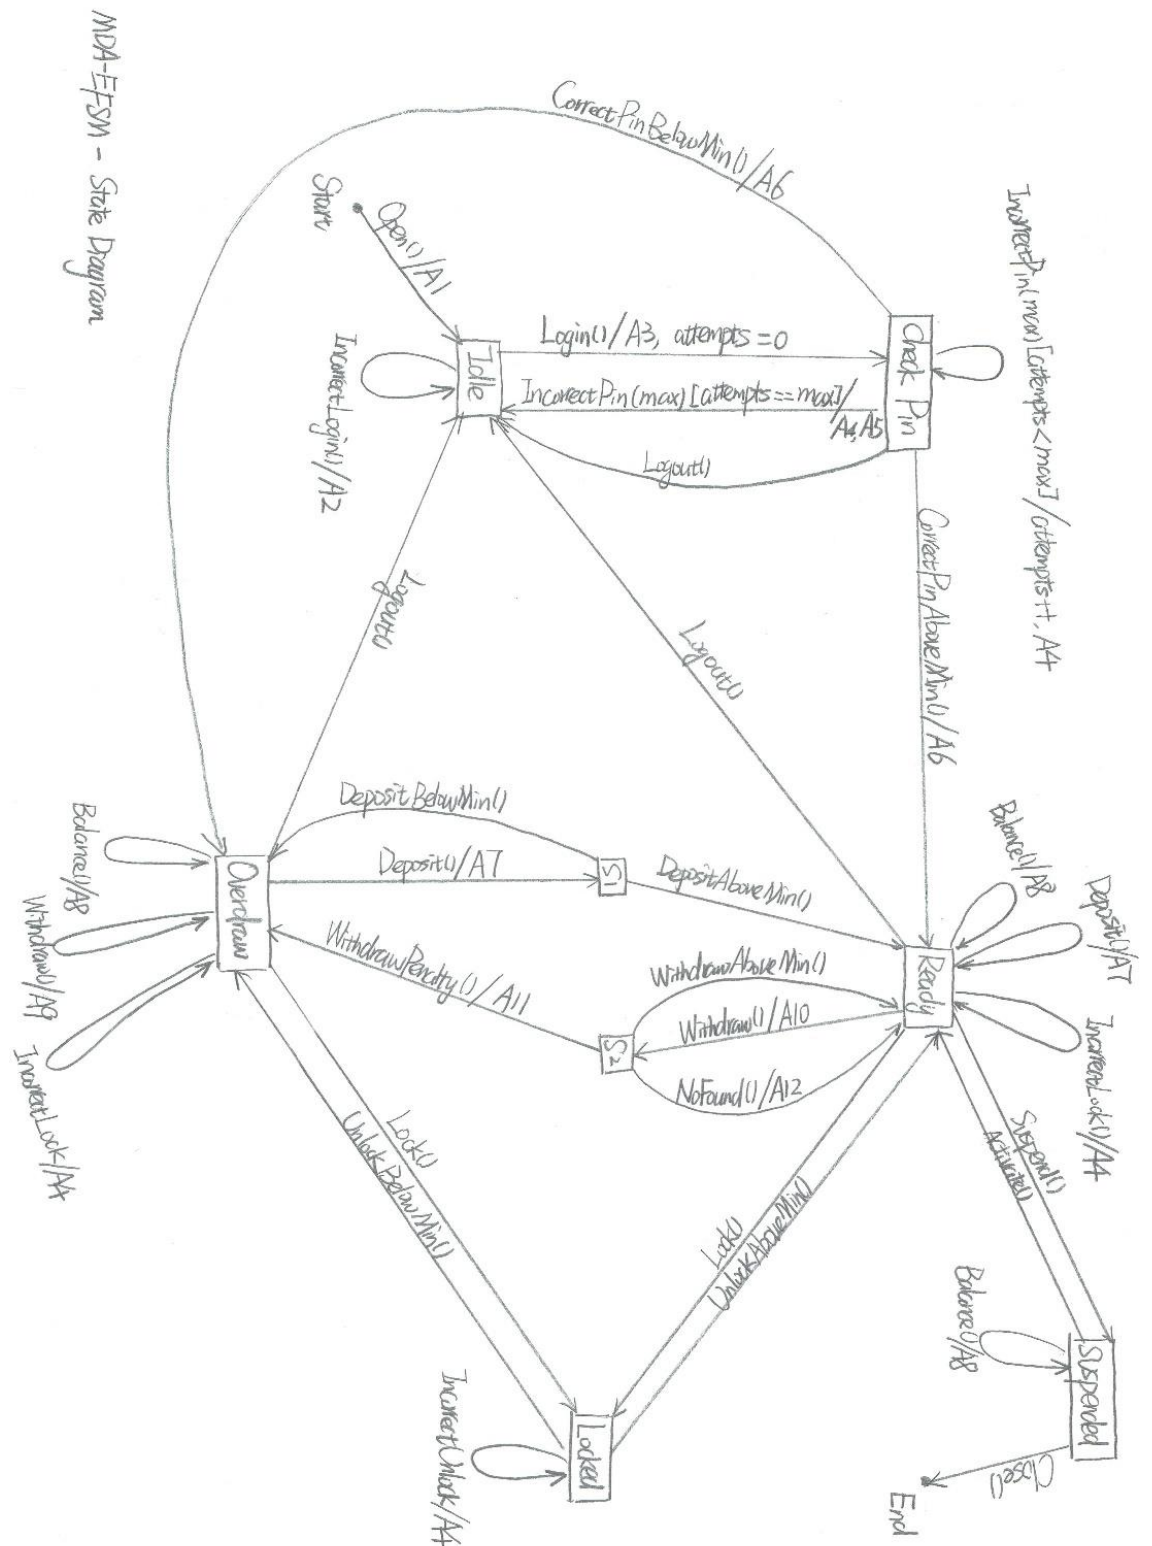 MDA-EFSM - State Diagram
CorrectPinBelowMin()/A6
Start
Open()/A1
IncorrectPin(max)[attempts<max]/attempts++, A4
Check Pin
Login()/A3, attempts=0
Idle
IncorrectPin(max)[attempts==max]/
A4,A5
IncorrectLogin()/A2
Logout()
CorrectPinAboveMin()/A6
Logout()
Logout()
DepositBelowMin()
Deposit()/A7
S1
DepositAboveMin()
Balance()/A8
Deposit()/A7
IncorrectLock()/A4
Ready
Overdraw
Balance()/A8
Withdraw()/A9
IncorrectLock/A4
WithdrawPenalty()/A11
S2
WithdrawAboveMin()
Withdraw()/A10
NoFound()/A12
Suspend()
Activate()
Lock()
UnlockBelowMin()
Lock()
UnlockAboveMin()
Balance()/A8
Suspended
Locked
IncorrectUnlock/A4
Close()
End